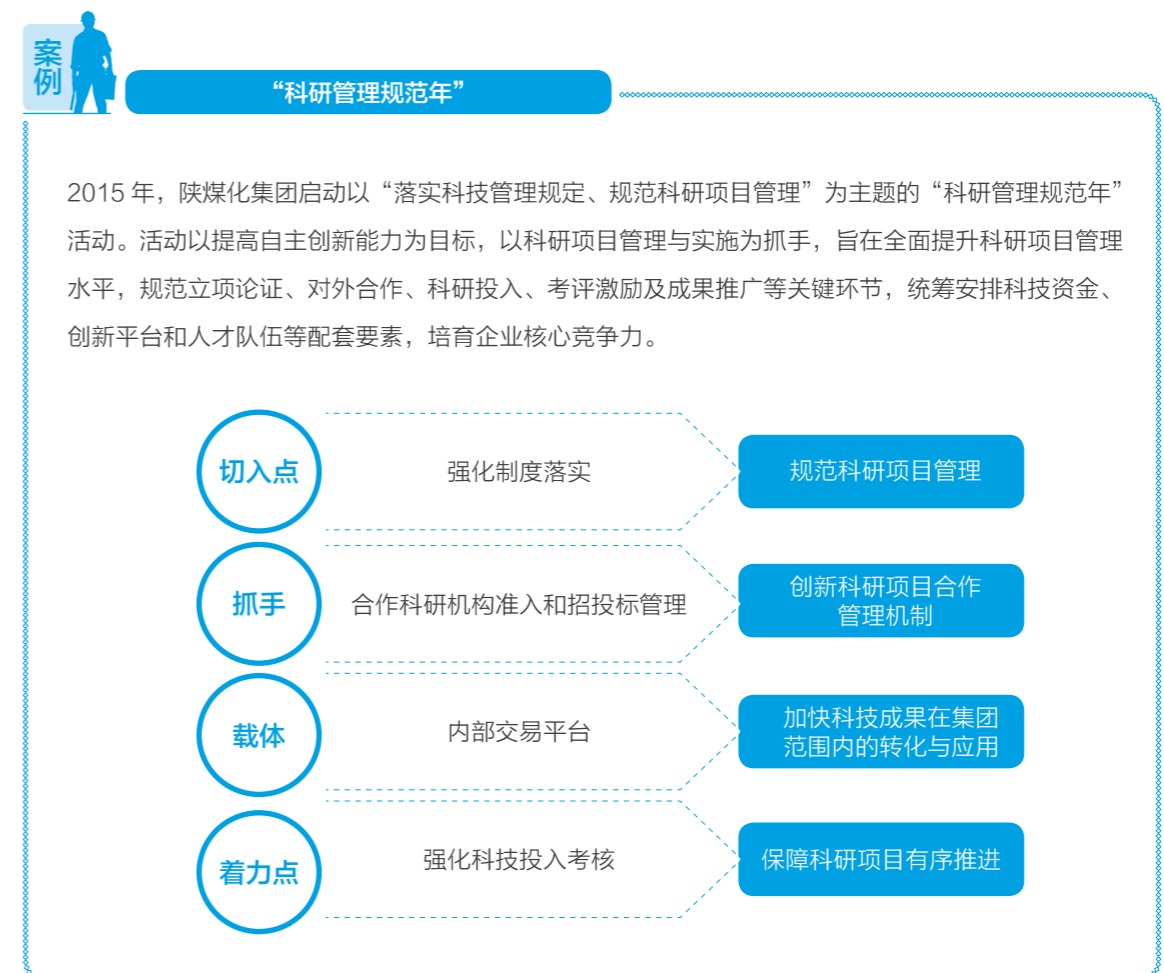 案例
“科研管理规范年”
2015 年，陕煤化集团启动以“落实科技管理规定、规范科研项目管理”为主题的“科研管理规范年”
活动。活动以提高自主创新能力为目标，以科研项目管理与实施为抓手，旨在全面提升科研项目管理
水平，规范立项论证、对外合作、科研投入、考评激励及成果推广等关键环节，统筹安排科技资金、
创新平台和人才队伍等配套要素，培育企业核心竞争力。
切入点
强化制度落实
规范科研项目管理
抓手
合作科研机构准入和招投标管理
创新科研项目合作
管理机制
载体
内部交易平台
加快科技成果在集团
范围内的转化与应用
着力点
强化科技投入考核
保障科研项目有序推进